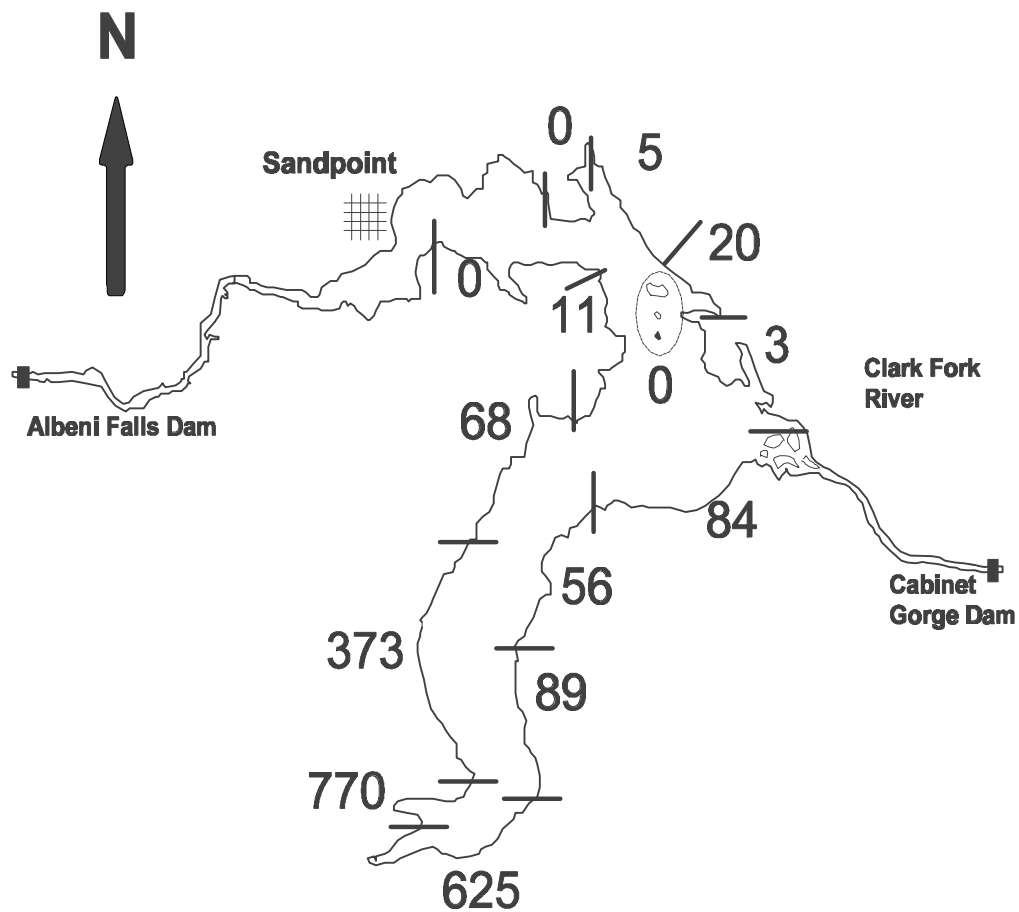 N
0
5
Sandpoint
20
0
11
3
0
Clark Fork
River
68
Albeni Falls Dam
84
56
Cabinet
Gorge Dam
373
89
770
625